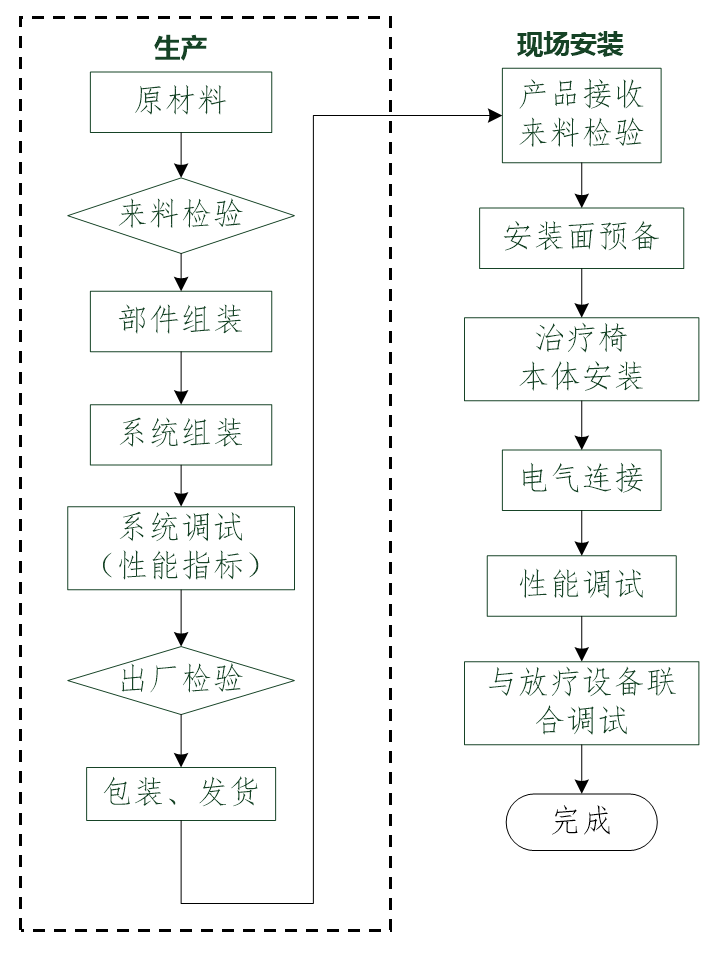 生产
原材料
来料检验
部件组装
系统组装
系统调试
（性能指标）
出厂检验
包装、发货
现场安装
产品接收
来料检验
安装面预备
治疗椅
本体安装
电气连接
性能调试
与放疗设备联
合调试
完成